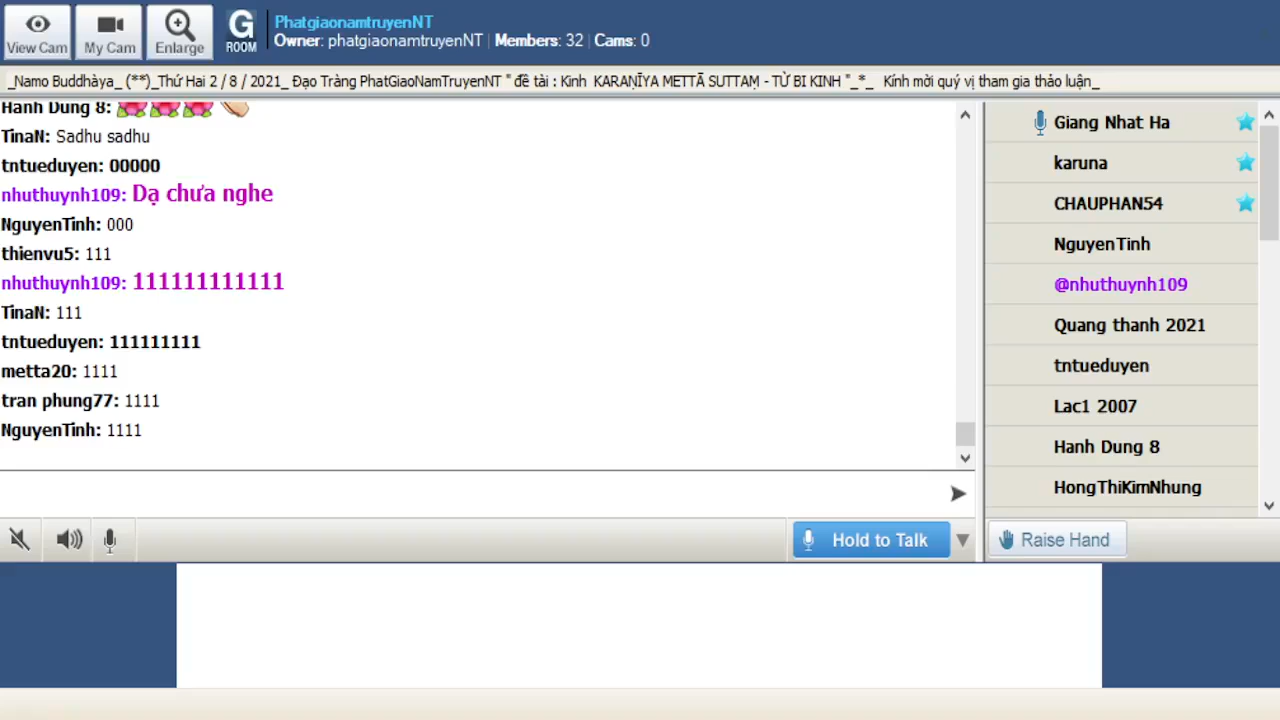 View Cam
My Cam
Enlarge
G
ROOM
PhatgiaonamtruyenNT
Owner: phatgiaonamtruyenNT | Members: 32 | Cams: 0
_Namo Buddhàya_ (**)_Thứ Hai 2 / 8 / 2021_ Đạo Tràng PhatGiaoNamTruyenNT " đề tài : Kinh KARAṆĪYA METTĀ SUTTAṂ - TỪ BI KINH "_*_ Kính mời quý vị tham gia thảo luận_
Hanh Dung 8:
TinaN: Sadhu sadhu
tntueduyen: 00000
nhuthuynh109: Dạ chưa nghe
NguyenTinh: 000
thienvu5: 111
nhuthuynh109: 111111111111
TinaN: 111
tntueduyen: 111111111
metta20: 1111
tran phung77: 1111
NguyenTinh: 1111
Hold to Talk
Giang Nhat Ha
karuna
CHAUPHAN54
NguyenTinh
@nhuthuynh109
Quang thanh 2021
tntueduyen
Lac1 2007
Hanh Dung 8
HongThiKimNhung
Raise Hand